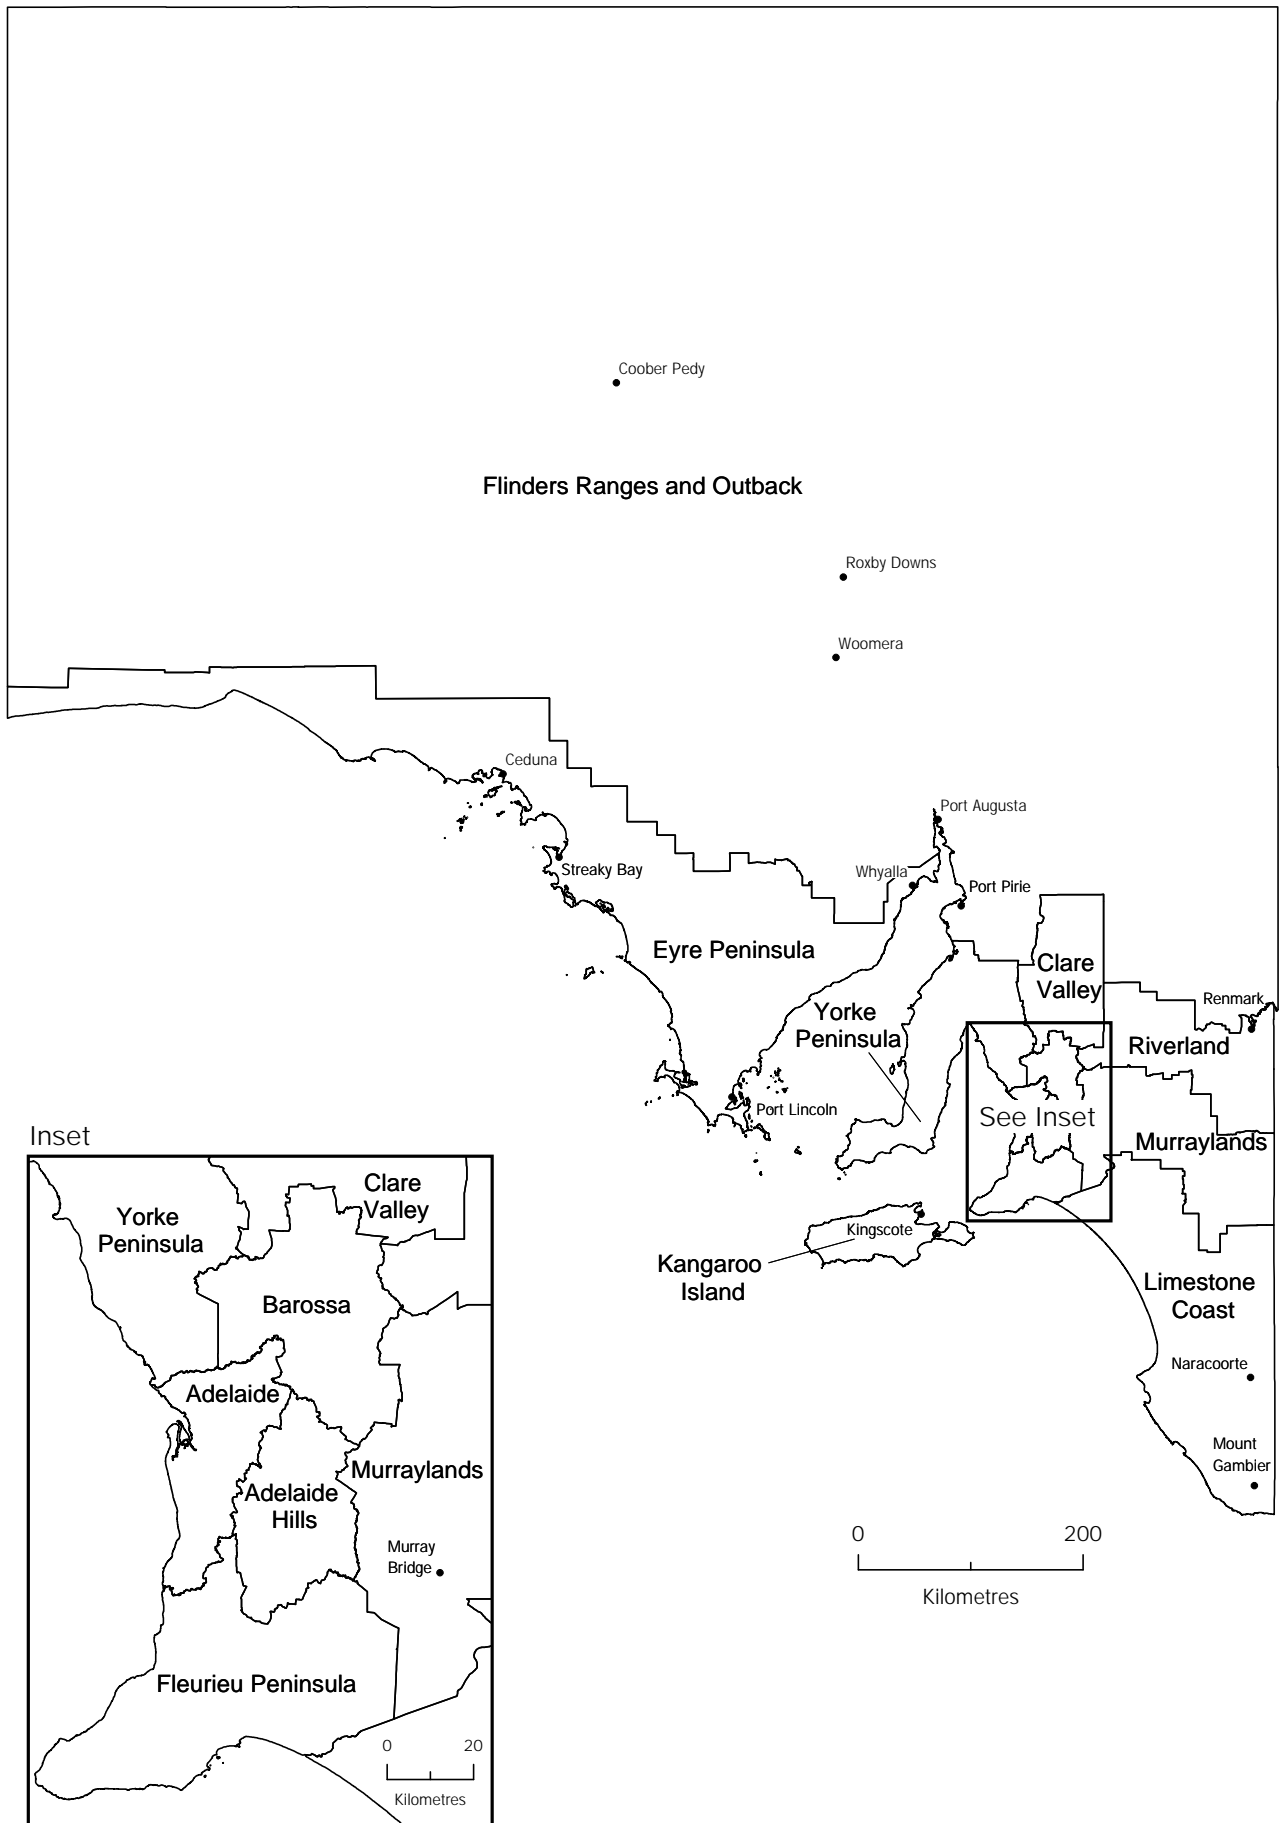 Coober Pedy
Flinders Ranges and Outback
Roxby Downs
Woomera
Ceduna
Port Augusta
Streaky Bay
Whyalla
Port Pirie
Eyre Peninsula
Clare
Valley
Renmark
Yorke
Peninsula
Riverland
Port Lincoln
See Inset
Murraylands
Kingscote
Kangaroo
Island
Limestone
Coast
Naracoorte
Mount
Gambier
0 200
Kilometres
Inset
Clare
Valley
Yorke
Peninsula
Barossa
Adelaide
Murraylands
Adelaide
Hills
Murray
Bridge
Fleurieu Peninsula
0 20
Kilometres